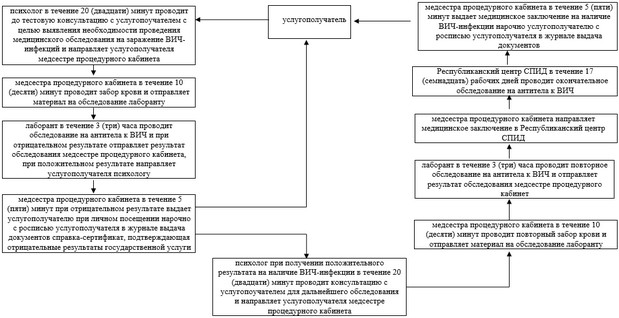 психолог в течение 20 (двадцати) минут проводит
до тестовую консультацию с услугополучателем с
целью выявления необходимости проведения
медицинского обследования на заражение ВИЧ-
инфекций и направляет услугополучателя
медсестре процедурного кабинета
медсестра процедурного кабинета в течение 10
(десяти) минут проводит забор крови и отправляет
материал на обследование лаборанту
лаборант в течение 3 (три) часа проводит
обследование на антитела к ВИЧ и при
отрицательном результате отправляет результат
обследования медсестре процедурного кабинета,
при положительном результате направляет
услугополучателя психологу
медсестра процедурного кабинета в течение 5
(пяти) минут при отрицательном результате выдает
услугополучателю при личном посещении нарочно
с росписью услугополучателя в журнале выдача
документов справка-сертификат, подтверждающая
отрицательные результаты государственной услуги
услугополучатель
психолог при получении положительного
результата на наличие ВИЧ-инфекции в течение 20
(двадцати) минут проводит консультацию с
услугополучателем для дальнейшего обследования
и направляет услугополучателя медсестре
процедурного кабинета
медсестра процедурного кабинета в течение 10
(десяти) минут проводит повторный забор крови и
отправляет материал на обследование лаборанту
лаборант в течение 3 (три) часа проводит повторное
обследование на антитела к ВИЧ и отправляет
результат обследования медсестре процедурного
кабинет
медсестра процедурного кабинета направляет
медицинское заключение в Республиканский центр
СПИД
Республиканский центр СПИД в течение 17
(семнадцать) рабочих дней проводит окончательное
обследование на антитела к ВИЧ
медсестра процедурного кабинета в течение 5 (пяти)
минут выдает медицинское заключение на наличие
ВИЧ-инфекции нарочно услугополучателю с
росписью услугополучателя в журнале выдача
документов